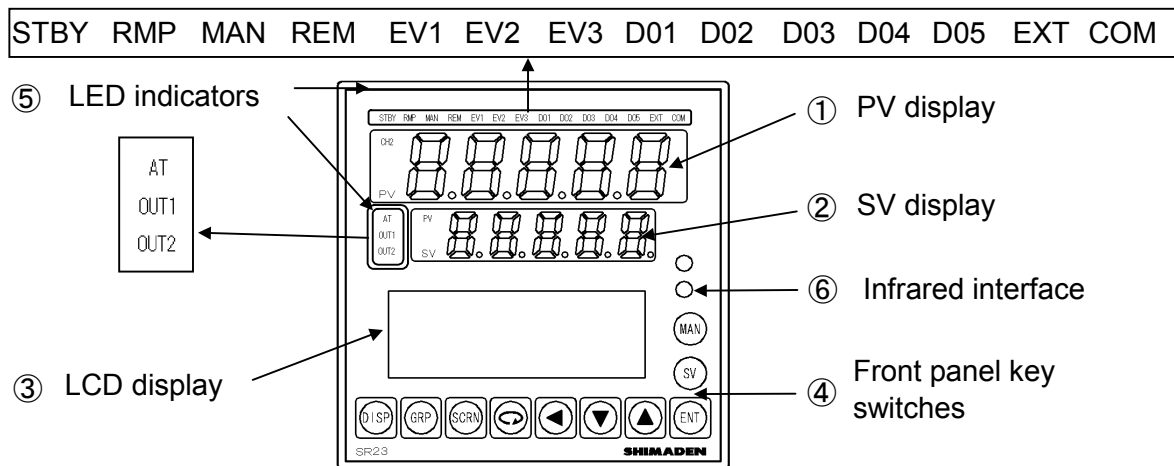 STBY RMP MAN REM EV1 EV2 EV3 D01 D02 D03 D04 D05 EXT COM
⑤ LED indicators
STBY RMP MAN REM EV1 EV2 EV3 D01 D02 D03 D04 D05 EXT COM
① PV display
CH2
PV
AT
OUT1
OUT2
AT
OUT1
OUT2
PV
SV
② SV display
⑥ Infrared interface
MAN
SV
③ LCD display
④ Front panel key
switches
DISP GRP SCRN ENT
SR23 SHIMADEN